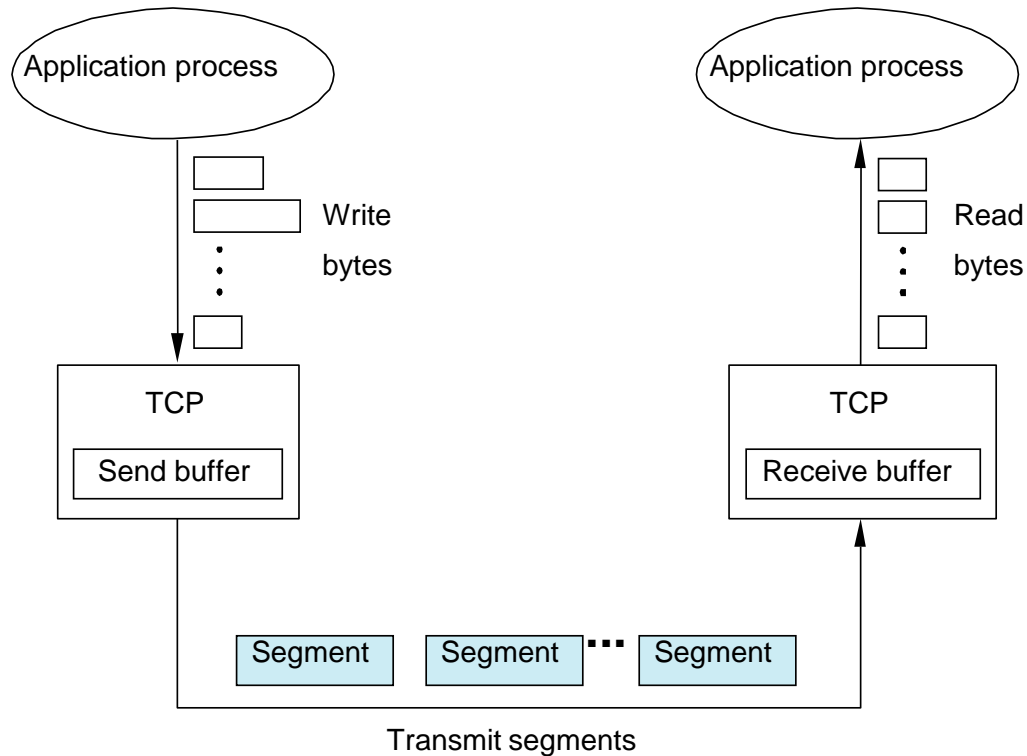 Application process
Application process
Write
bytes
Read
bytes
TCP
Send buffer
TCP
Receive buffer
Segment
Segment
...
Segment
Transmit segments